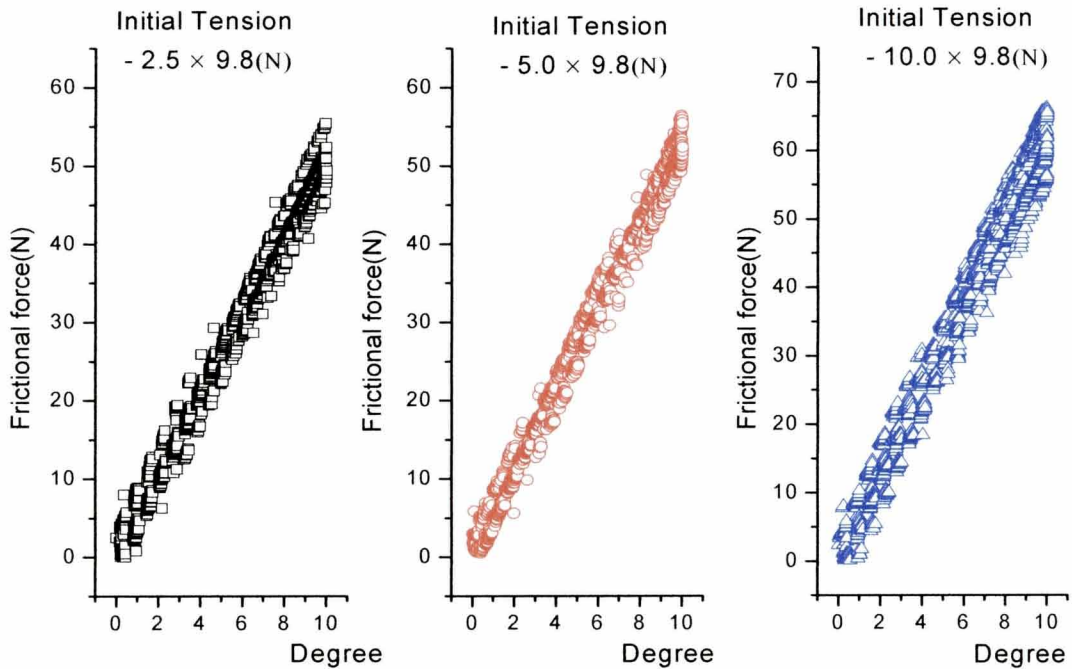 Initial Tension
- 2.5 × 9.8(N)
Frictional force(N)
60
50
40
30
20
10
0
0 2 4 6 8 10
Degree
Initial Tension
- 5.0 × 9.8(N)
Frictional force(N)
60
50
40
30
20
10
0
0 2 4 6 8 10
Degree
Initial Tension
- 10.0 × 9.8(N)
Frictional force(N)
70
60
50
40
30
20
10
0
0 2 4 6 8 10
Degree